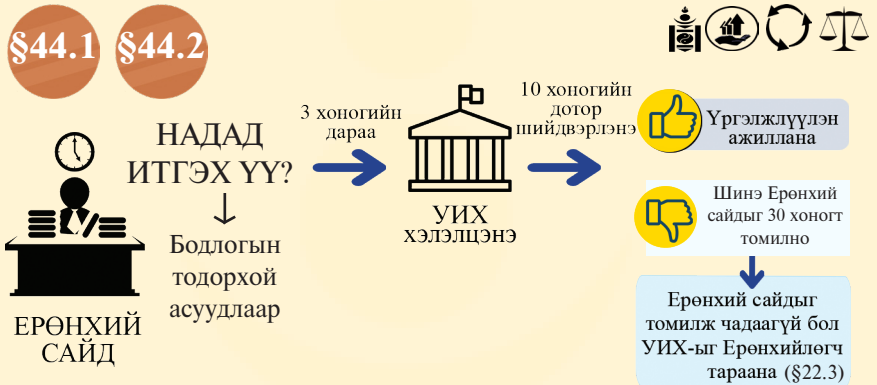 §44.1
§44.2
НАДАД
ИТГЭХ ҮҮ?
Бодлогын
тодорхой
асуудлаар
ЕРӨНХИЙ
САЙД
3 хоногийн
дараа
УИХ
ХЭЛЭЛЦЭНЭ
10 хоногийн
дотор
шийдвэрлэнэ
Үргэлжлүүлэн
ажиллана
Шинэ Ерөнхий
сайдыг 30 хоногт
томилно
Ерөнхий сайдыг
томилж чадаагүй бол
УИХ-ыг Ерөнхийлөгч
тараана (§22.3)